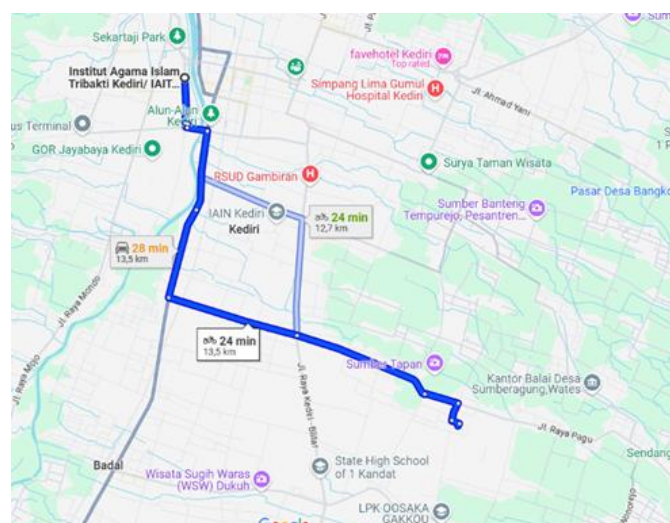 Sekartaji Park
favehotel Kediri
Top rated
Institut Agama Islam
Tribakti Kediri/ IAIT...
Simpang Lima Gumul
Hospital Kediri
Jl. Ahmad Yani
Alun-Alun
Kediri
us Terminal
GOR Jayabaya Kediri
Surya Taman Wisata
RSUD Gambiran
Pasar Desa Bangko
Sumber Banteng
Tempurejo, Pesantren...
IAIN Kediri
Kediri
24 min
12,7 km
28 min
13,5 km
Jl. Raya Mondo
24 min
13,5 km
Jl. Raya Mojo
Sumber Tapan
Kantor Balai Desa
Sumberagung,Wates
Jl. Raya Kediri - Blitar
Jl. Raya Pagu
Sendang
Badal
State High School
of 1 Kandat
Wisata Sugih Waras
(WSW) Dukuh
LPK OOSAKA
GAKKOU